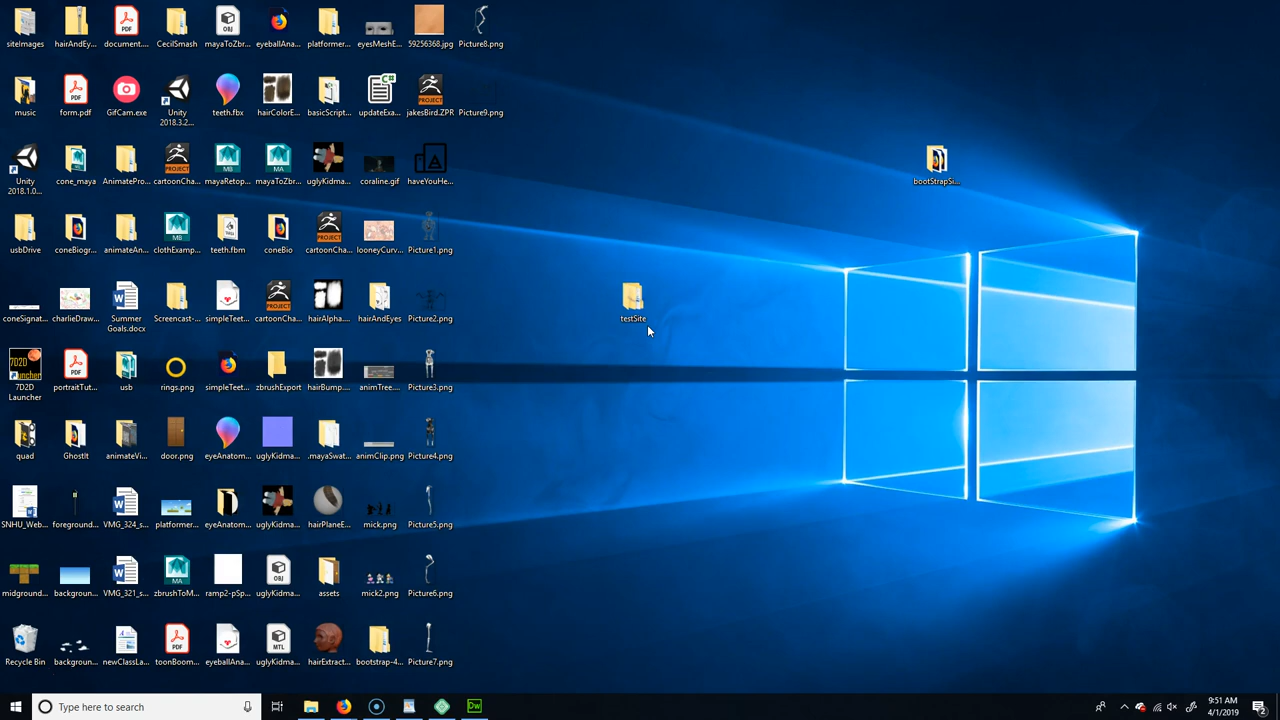 siteImages
hairAndEy...
document....
CecilSmash
mayaToZbr...
eyeballAna...
platformer...
eyesMeshE...
59256368.jpg
Picture8.png
music
form.pdf
GifCam.exe
Unity
2018.3.2...
teeth.fbx
hairColorE...
basicScript...
updateExa...
jakesBird.ZPR
Picture9.png
Unity
2018.1.0...
cone_maya
AnimatePro...
cartoonCha...
mayaRetop...
mayaToZbr...
uglyKidma...
coraline.gif
haveYouHe...
bootStrapSi...
usbDrive
coneBiogr...
animateAn...
clothExamp...
teeth.fbm
coneBio
cartoonCha...
looneyCurv...
Picture1.png
coneSignat...
charlieDraw...
Summer
Goals.docx
Screencast-...
simpleTeet...
cartoonCha...
hairAlpha....
hairAndEyes
Picture2.png
testSite
7D2D
Launcher
portraitTut...
usb
rings.png
simpleTeet...
zbrushExport
hairBump....
animTree....
Picture3.png
quad
GhostIt
animateVi...
door.png
eyeAnatom...
uglyKidma...
.mayaSwat...
animClip.png
Picture4.png
SNHU_Web...
foreground...
VMG_324_s...
platformer...
eyeAnatom...
uglyKidma...
hairPlaneE...
mick.png
Picture5.png
midground...
backgroun...
VMG_321_s...
zbrushToM...
ramp2-pSp...
uglyKidma...
assets
mick2.png
Picture6.png
Recycle Bin
backgroun...
newClassLa...
toonBoom...
eyeballAna...
uglyKidma...
hairExtract...
bootstrap-4...
Picture7.png
Type here to search
Dw
9:51 AM
4/1/2019